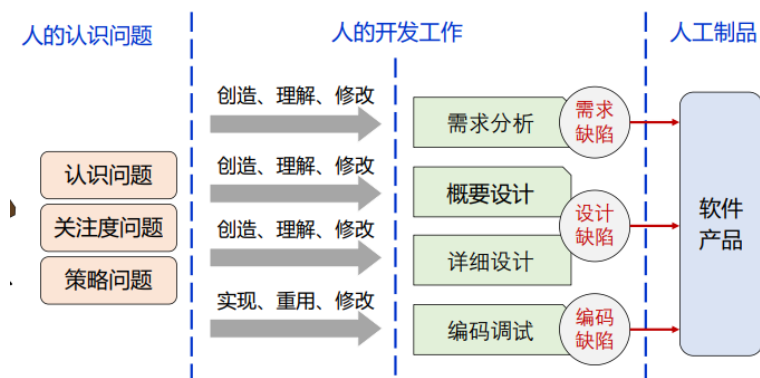 人的认识问题
人的开发工作
人工制品
创造、理解、修改
需求分析
需求
缺陷
认识问题
创造、理解、修改
概要设计
关注度问题
创造、理解、修改
设计
缺陷
软件
产品
详细设计
策略问题
实现、重用、修改
编码调试
编码
缺陷